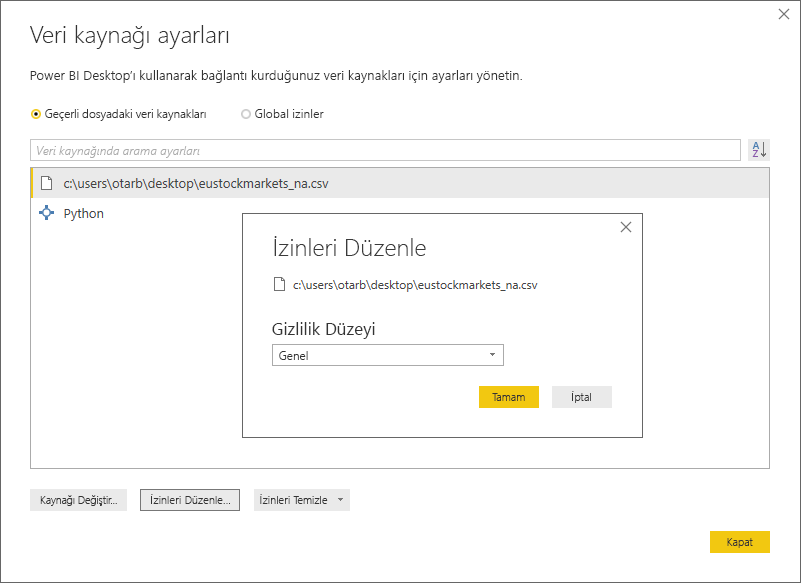 Veri kaynağı ayarları
Power BI Desktop'ı kullanarak bağlantı kurduğunuz veri kaynakları için ayarları yönetin.
Geçerli dosyadaki veri kaynakları
Global izinler
Veri kaynağında arama ayarları
A
Z
c:\users\otarb\desktop\eustockmarkets_na.csv
Python
İzinleri Düzenle
c:\users\otarb\desktop\eustockmarkets_na.csv
Gizlilik Düzeyi
Genel
Tamam
İptal
Kaynağı Değiştir...
İzinleri Düzenle...
İzinleri Temizle
Kapat